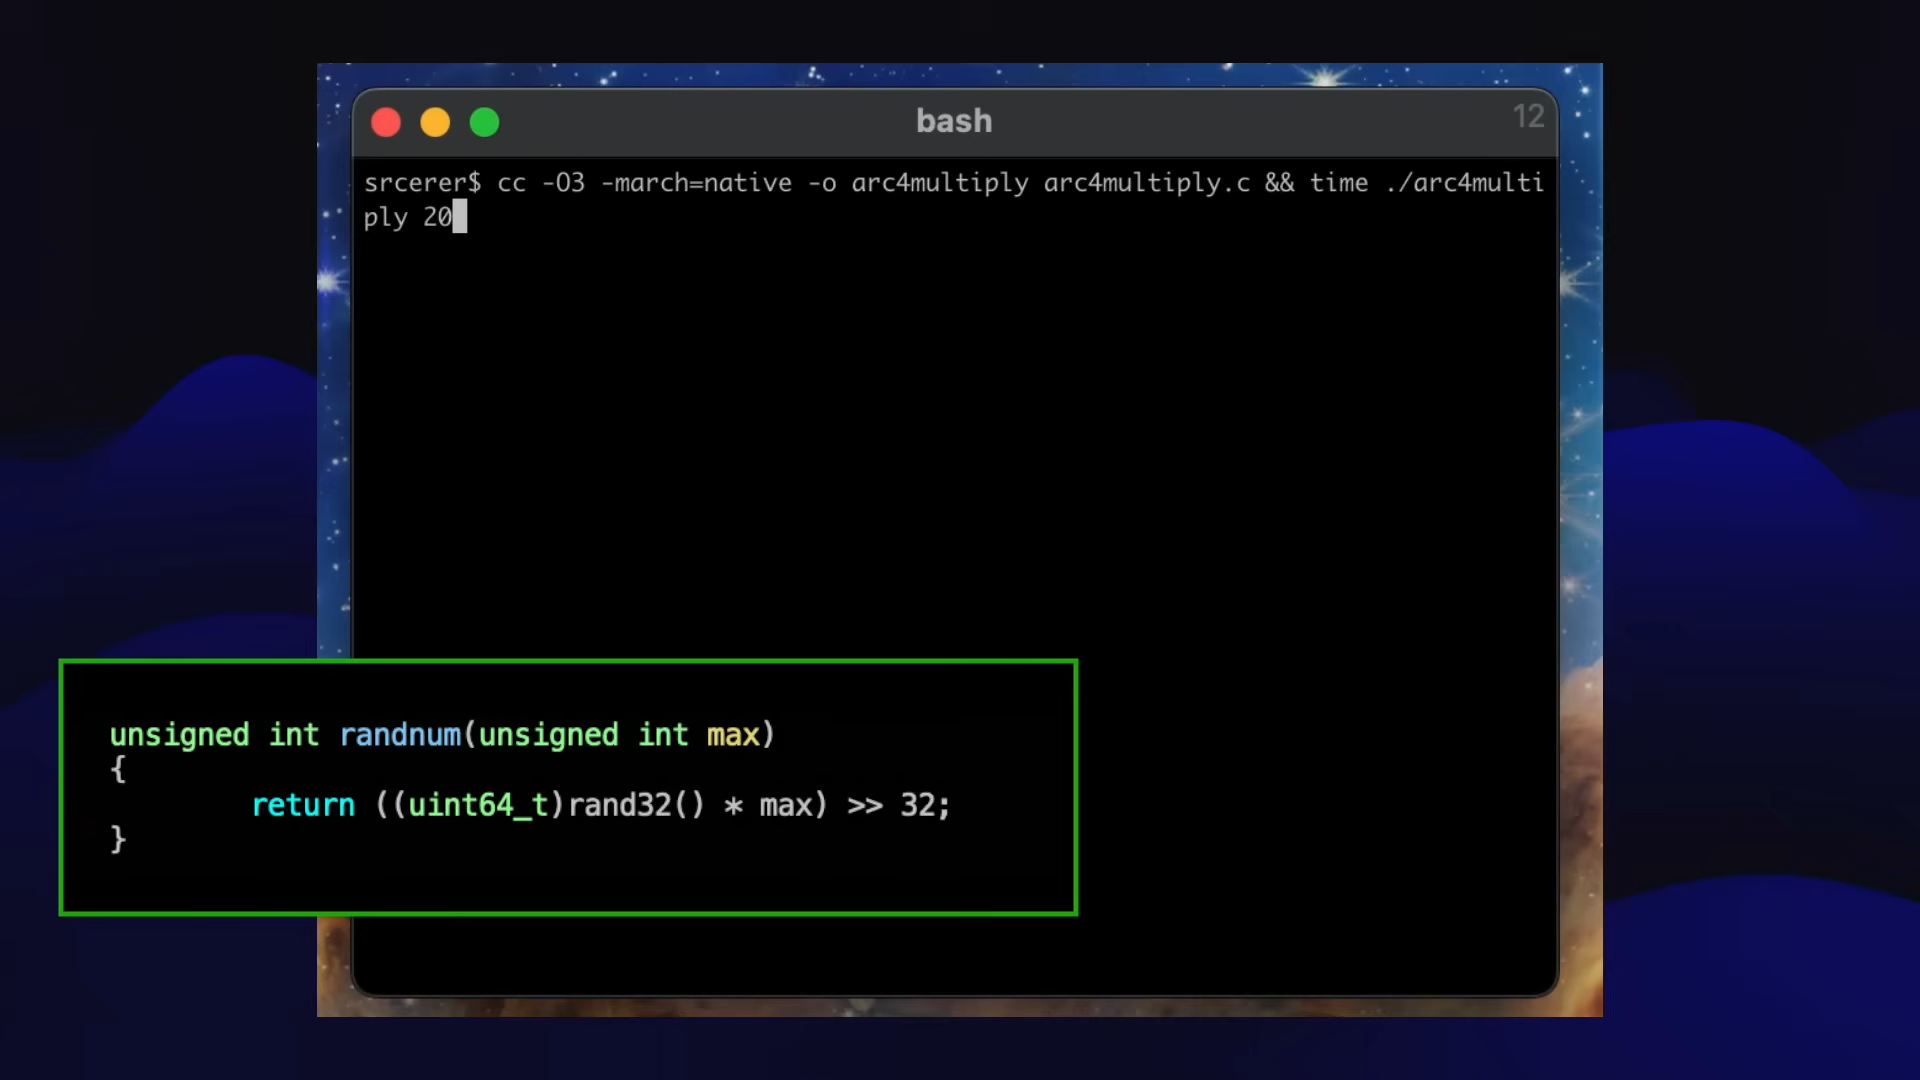 bash
12
srcerer$ cc -O3 -march=native -o arc4multiply arc4multiply.c && time ./arc4multi
ply 20
unsigned int randnum(unsigned int max)
{
        return ((uint64_t)rand32() * max) >> 32;
}